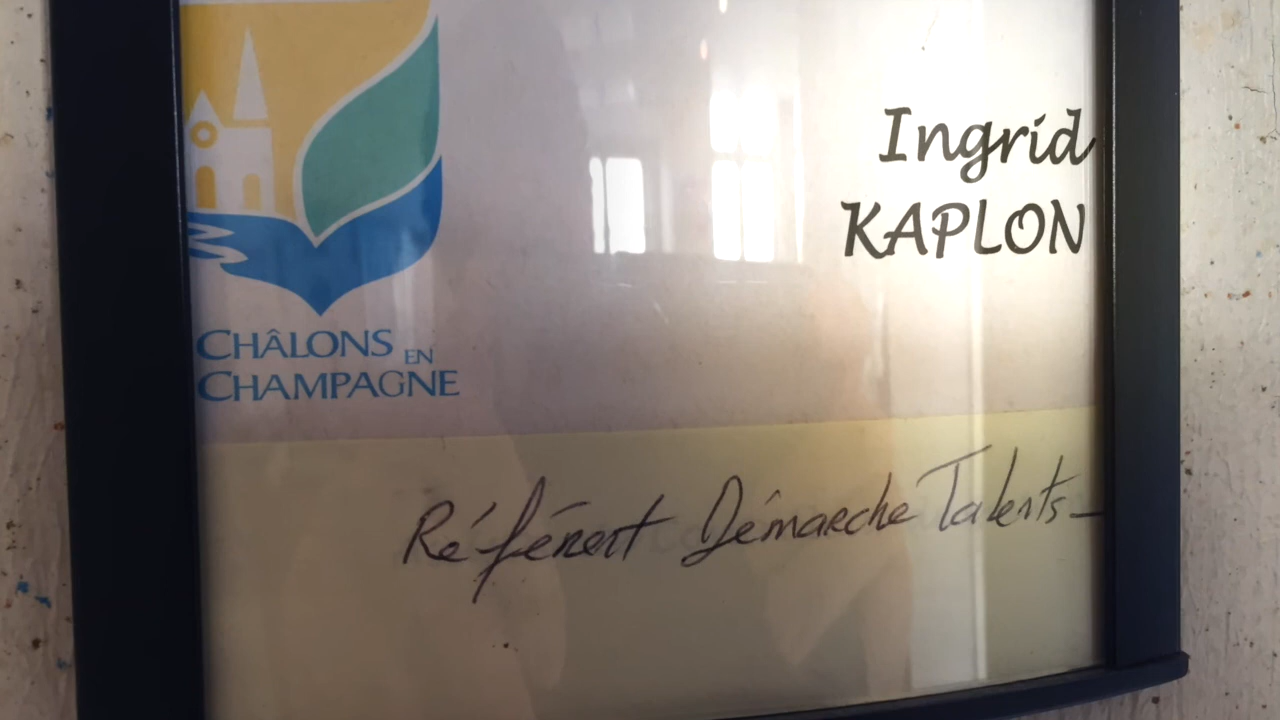 Ingrid
KAPLON
CHÂLONS EN
CHAMPAGNE
Référent Démarche Talents